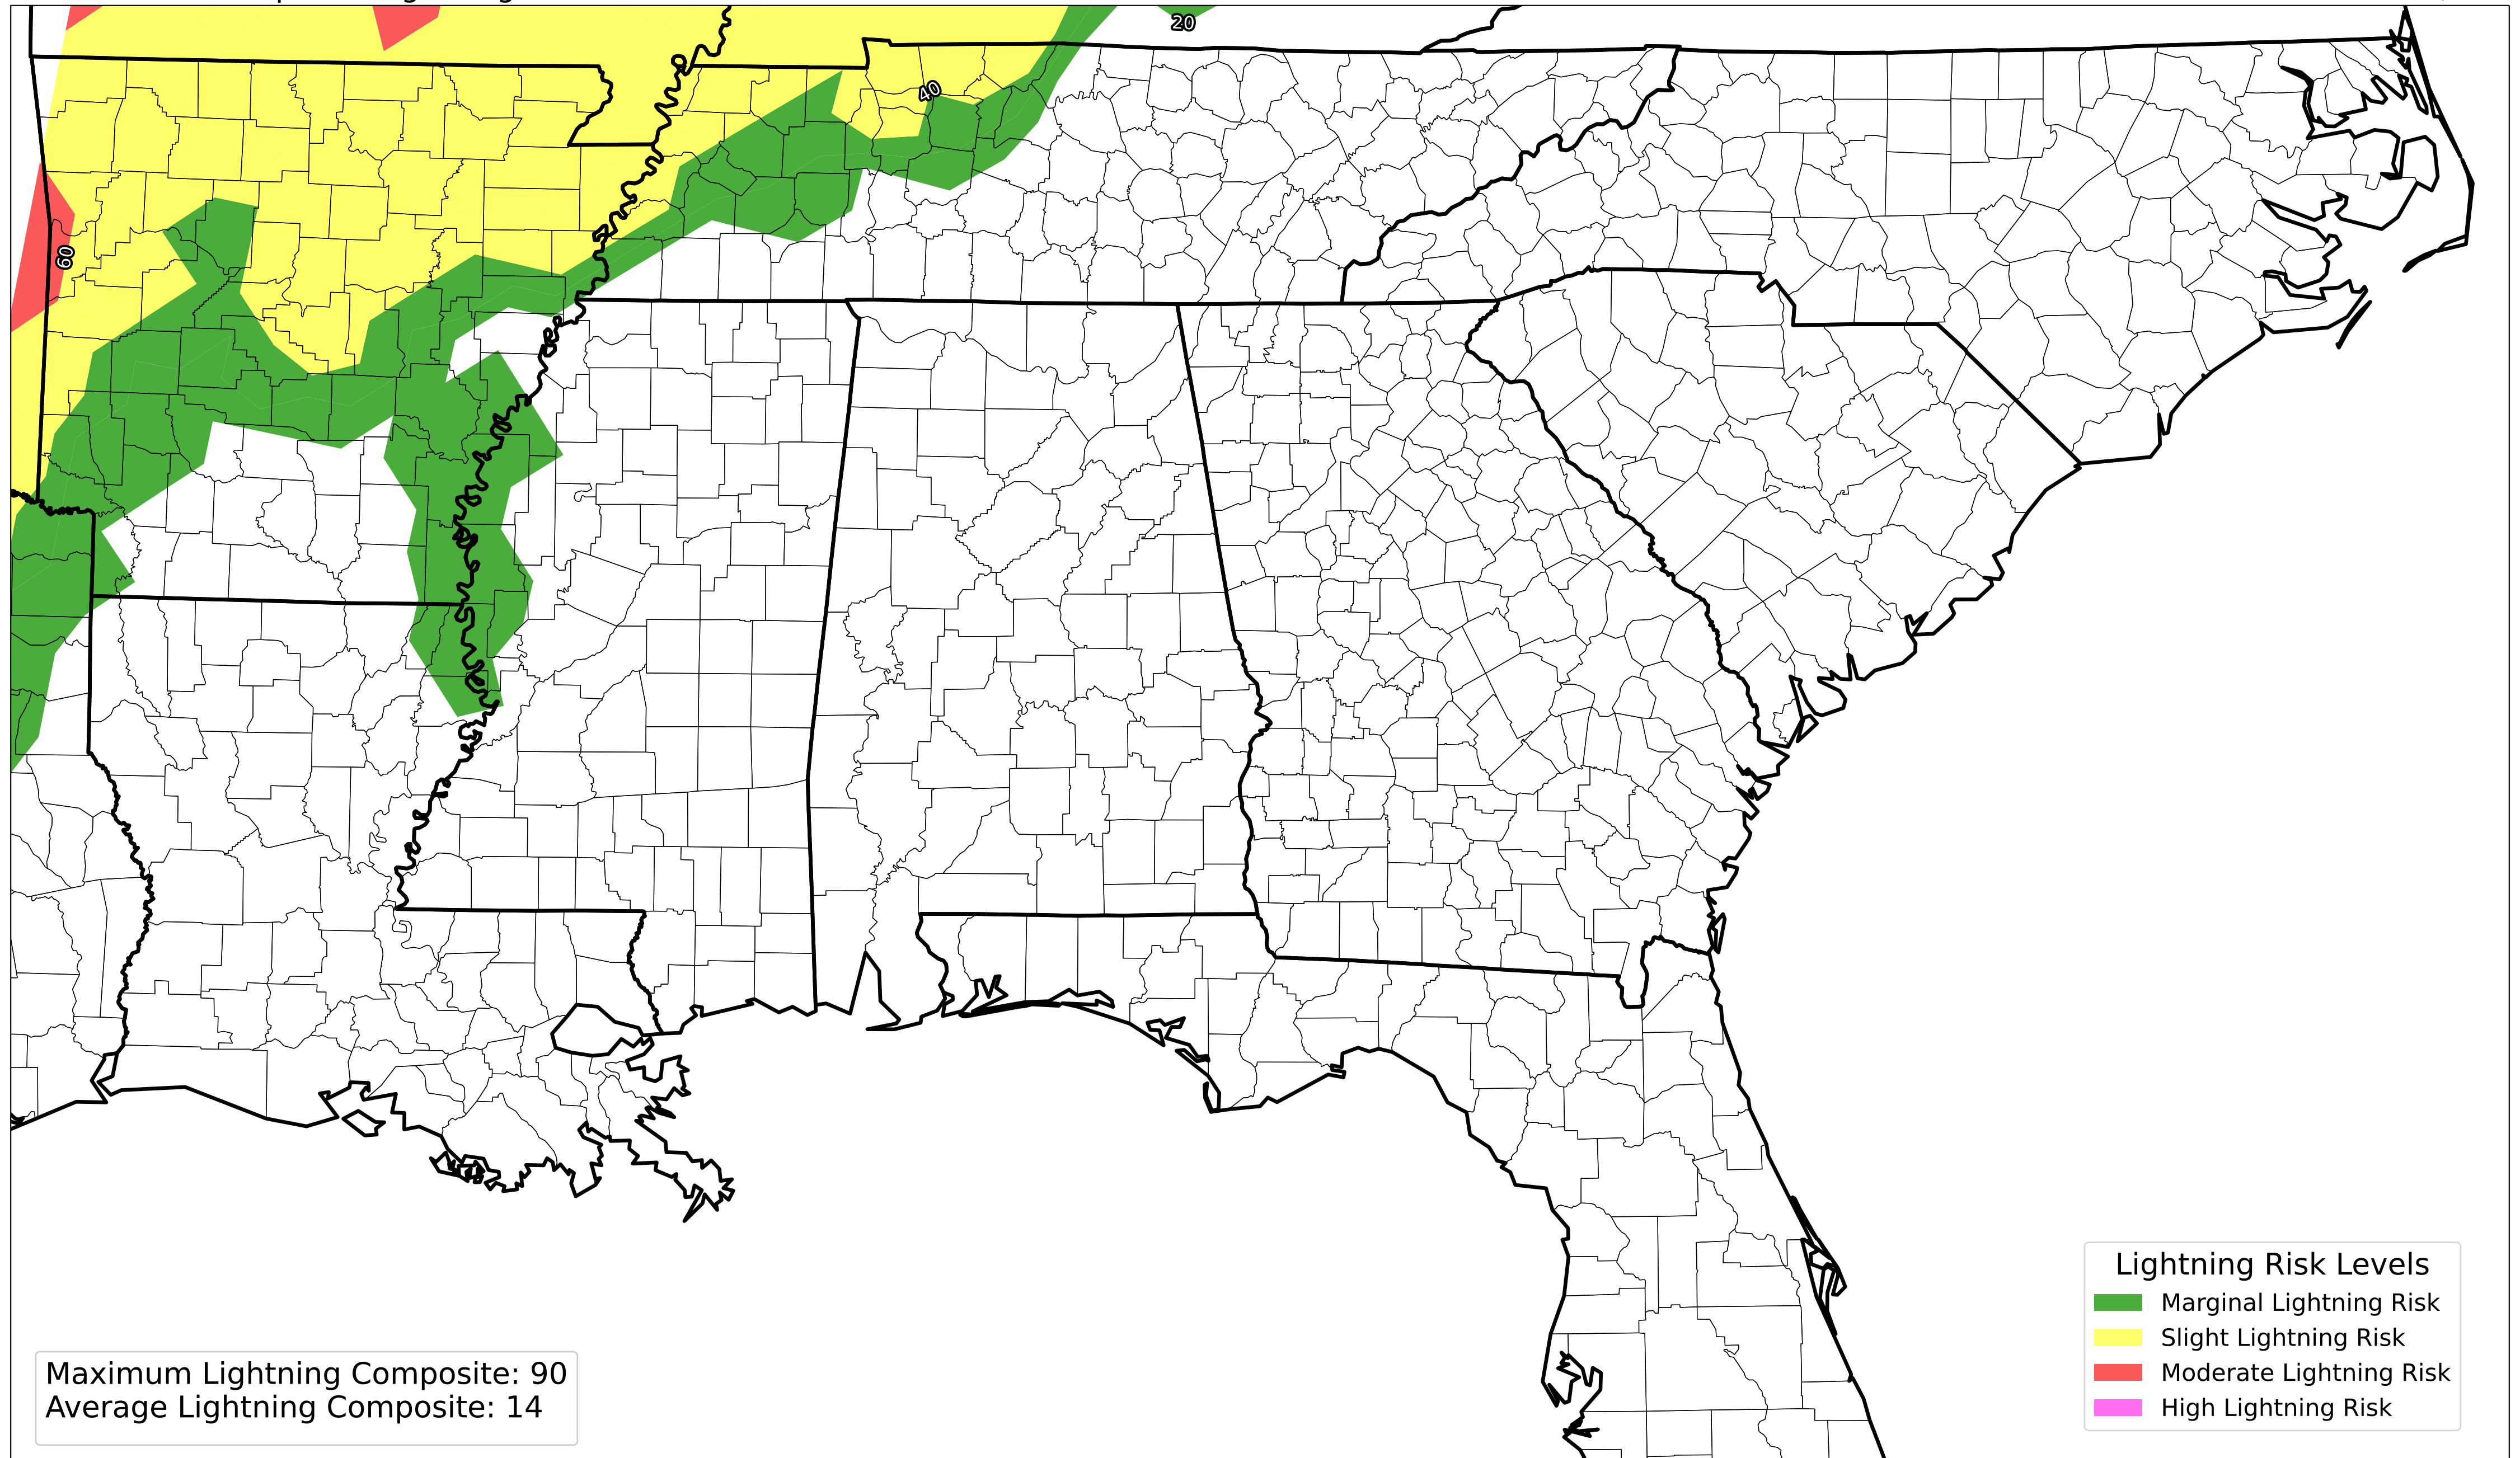 20
40
60
Lightning Risk Levels
Marginal Lightning Risk
Slight Lightning Risk
Moderate Lightning Risk
High Lightning Risk
Maximum Lightning Composite: 90
Average Lightning Composite: 14